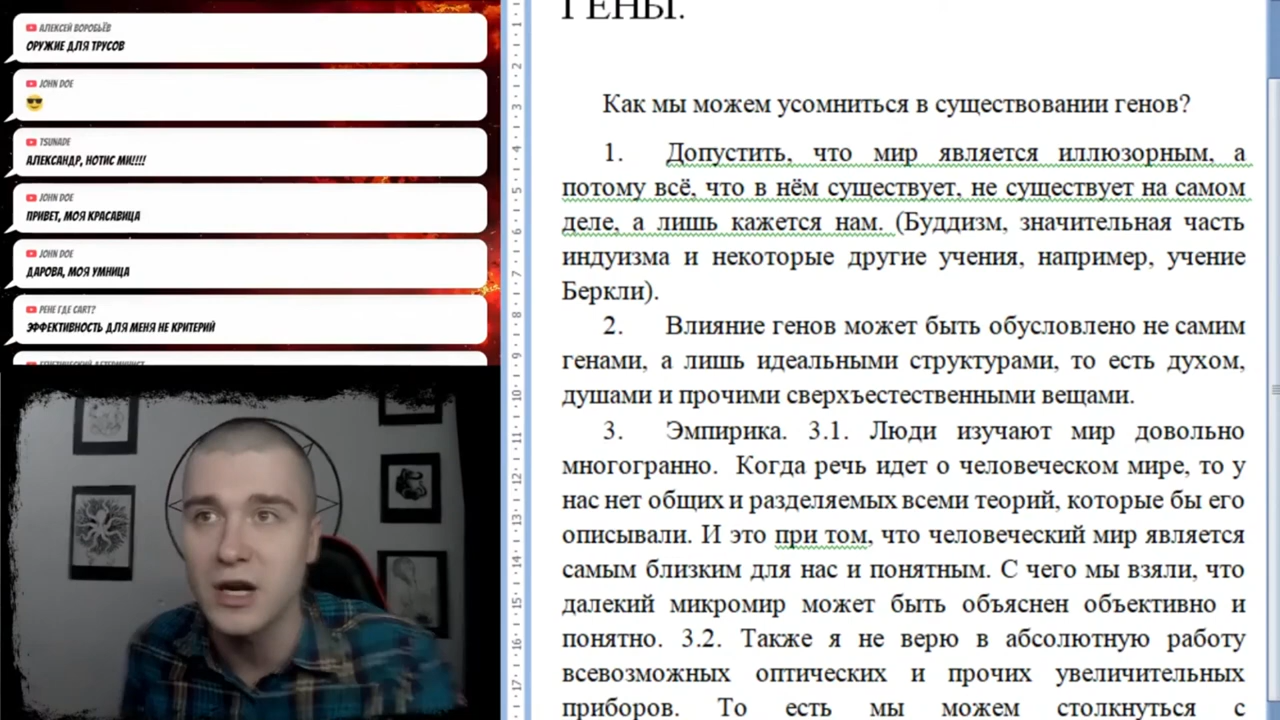 АЛЕКСЕЙ ВОРОБЬЁВ
ОРУЖИЕ ДЛЯ ТРУСОВ
JOHN DOE
😎
TSUNADE
АЛЕКСАНДР, НОТИС МИ!!!!
JOHN DOE
ПРИВЕТ, МОЯ КРАСАВИЦА
JOHN DOE
ДАРОВА, МОЯ УМНИЦА
РЕНЕ ГДЕ CART?
ЭФФЕКТИВНОСТЬ ДЛЯ МЕНЯ НЕ КРИТЕРИЙ
ГЕНЫ.
Как мы можем усомниться в существовании генов?
1. Допустить, что мир является иллюзорным, а
потому всё, что в нём существует, не существует на самом
деле, а лишь кажется нам. (Буддизм, значительная часть
индуизма и некоторые другие учения, например, учение
Беркли).
2. Влияние генов может быть обусловлено не самим
генами, а лишь идеальными структурами, то есть духом,
душами и прочими сверхъестественными вещами.
3. Эмпирика. 3.1. Люди изучают мир довольно
многогранно. Когда речь идет о человеческом мире, то у
нас нет общих и разделяемых всеми теорий, которые бы его
описывали. И это при том, что человеческий мир является
самым близким для нас и понятным. С чего мы взяли, что
далекий микромир может быть объяснен объективно и
понятно. 3.2. Также я не верю в абсолютную работу
всевозможных оптических и прочих увеличительных
приборов. То есть мы можем столкнуться с